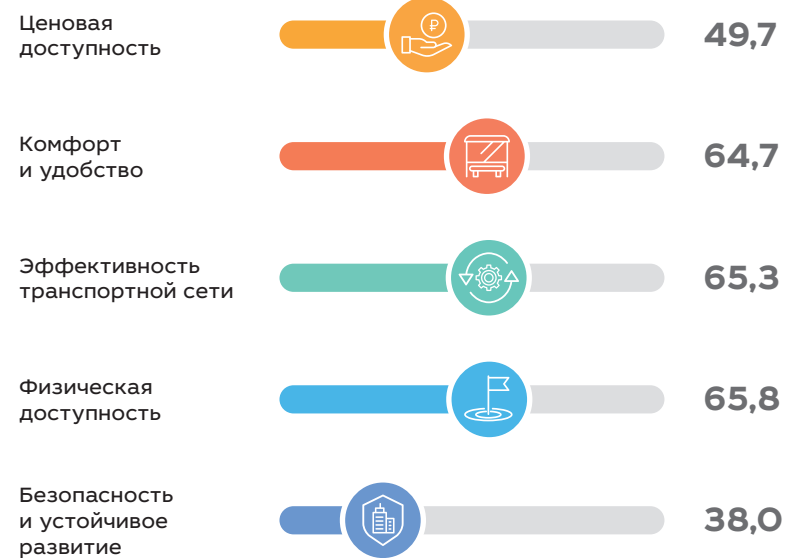 Ценовая
доступность
₽
49,7
Комфорт
и удобство
64,7
Эффективность
транспортной сети
65,3
Физическая
доступность
65,8
Безопасность
и устойчивое
развитие
38,0